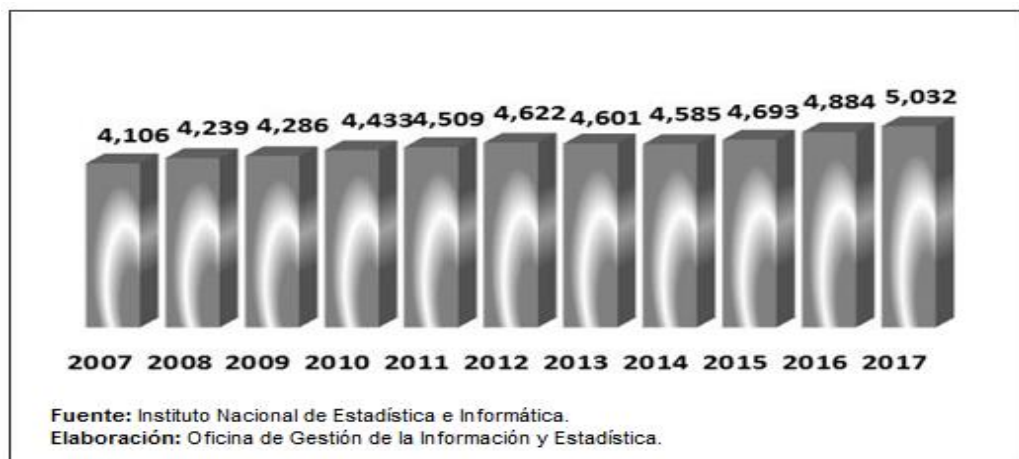 4,106 4,239 4,286 4,433 4,509 4,622 4,601 4,585 4,693 4,884 5,032
2007 2008 2009 2010 2011 2012 2013 2014 2015 2016 2017
Fuente: Instituto Nacional de Estadística e Informática.
Elaboración: Oficina de Gestión de la Información y Estadística.